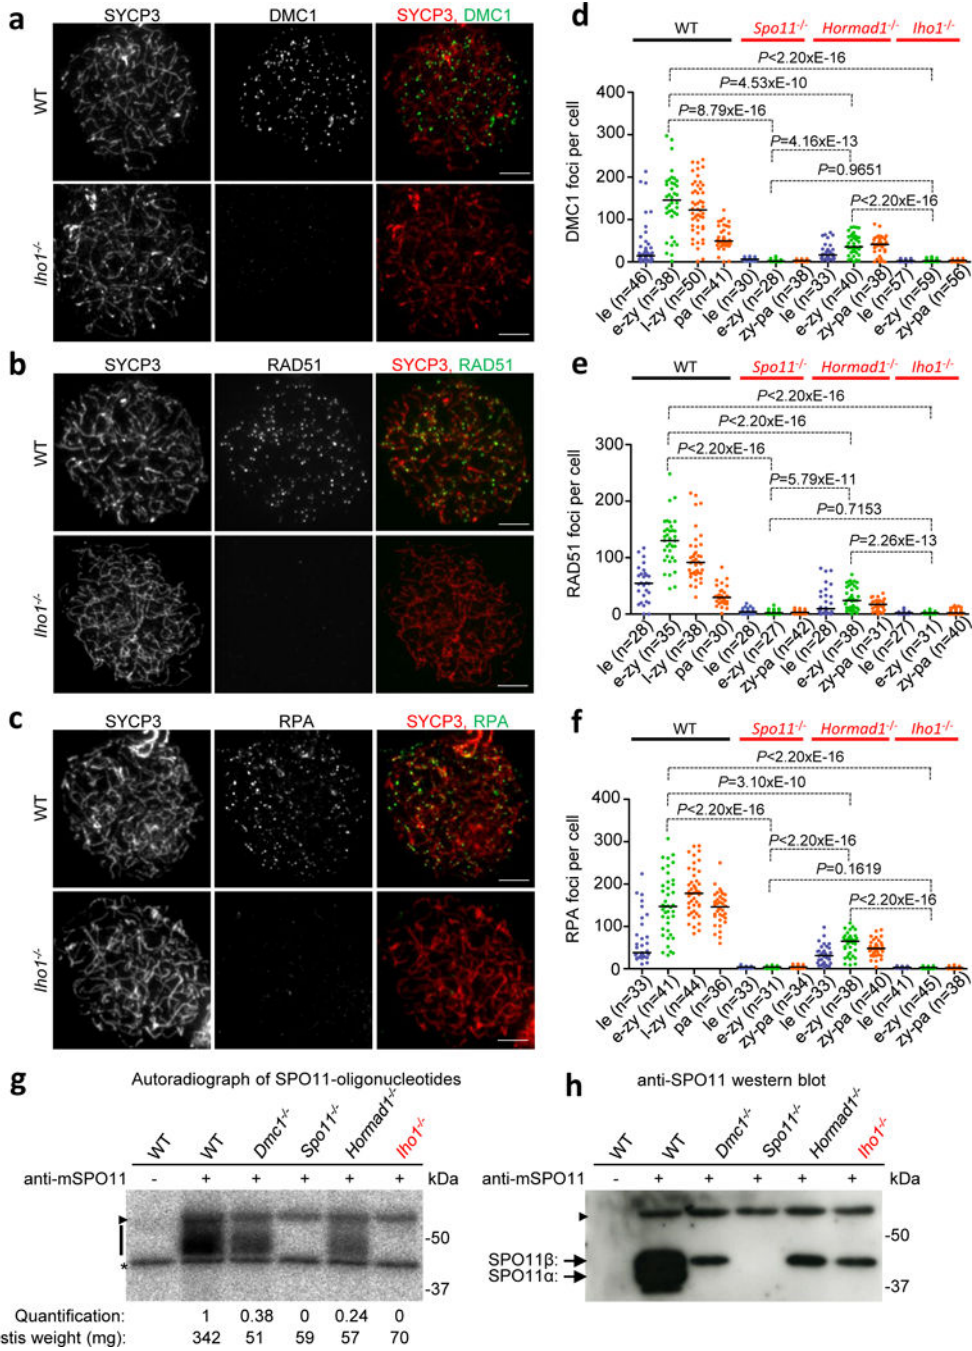 a
SYCP3
DMC1
SYCP3, DMC1
WT
Iho1-/-
b
SYCP3
RAD51
SYCP3, RAD51
WT
Iho1-/-
c
SYCP3
RPA
SYCP3, RPA
WT
Iho1-/-
d
WT
Spo11-/-
Hormad1-/-
Iho1-/-
P<2.20xE-16
P=4.53xE-10
P=8.79xE-16
P=4.16xE-13
P=0.9651
P<2.20xE-16
DMC1 foci per cell
400
300
200
100
0
le (n=46)
e-zy (n=38)
l-zy (n=50)
pa (n=41)
le (n=30)
e-zy (n=28)
zy-pa (n=38)
le (n=33)
e-zy (n=40)
zy-pa (n=38)
le (n=57)
e-zy (n=59)
zy-pa (n=56)
e
WT
Spo11-/-
Hormad1-/-
Iho1-/-
P<2.20xE-16
P<2.20xE-16
P<2.20xE-16
P=5.79xE-11
P=0.7153
P=2.26xE-13
RAD51 foci per cell
300
200
100
0
le (n=28)
e-zy (n=35)
l-zy (n=38)
pa (n=30)
le (n=28)
e-zy (n=27)
zy-pa (n=42)
le (n=28)
e-zy (n=38)
zy-pa (n=31)
le (n=27)
e-zy (n=31)
zy-pa (n=40)
f
WT
Spo11-/-
Hormad1-/-
Iho1-/-
P<2.20xE-16
P=3.10xE-10
P<2.20xE-16
P<2.20xE-16
P=0.1619
P<2.20xE-16
RPA foci per cell
400
300
200
100
0
le (n=33)
e-zy (n=41)
l-zy (n=44)
pa (n=36)
le (n=33)
e-zy (n=31)
zy-pa (n=34)
le (n=33)
e-zy (n=38)
zy-pa (n=40)
le (n=41)
e-zy (n=45)
zy-pa (n=38)
g
Autoradiograph of SPO11-oligonucleotides
WT
WT
Dmc1-/-
Spo11-/-
Hormad1-/-
Iho1-/-
anti-mSPO11 - + + + + + kDa
-50
*
-37
Quantification: 1 0.38 0 0.24 0
stis weight (mg): 342 51 59 57 70
h
anti-SPO11 western blot
WT
WT
Dmc1-/-
Spo11-/-
Hormad1-/-
Iho1-/-
anti-mSPO11 - + + + + + kDa
-50
SPO11β:
SPO11α:
-37